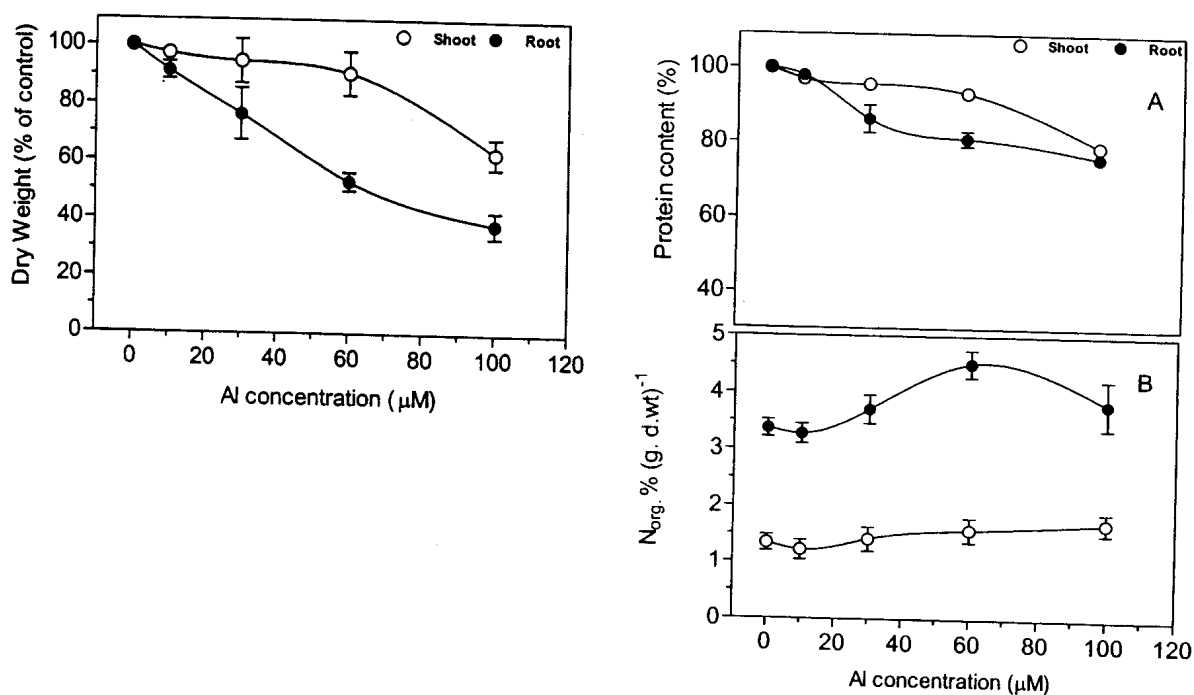 Shoot Root
Dry Weight (% of control)
100
80
60
40
20
0
0 20 40 60 80 100 120
Al concentration (μM)
Shoot Root
A
Protein content (%)
100
80
60
40
B
N_org. % (g. d.wt)⁻¹
5
4
3
2
1
0
0 20 40 60 80 100 120
Al concentration (μM)